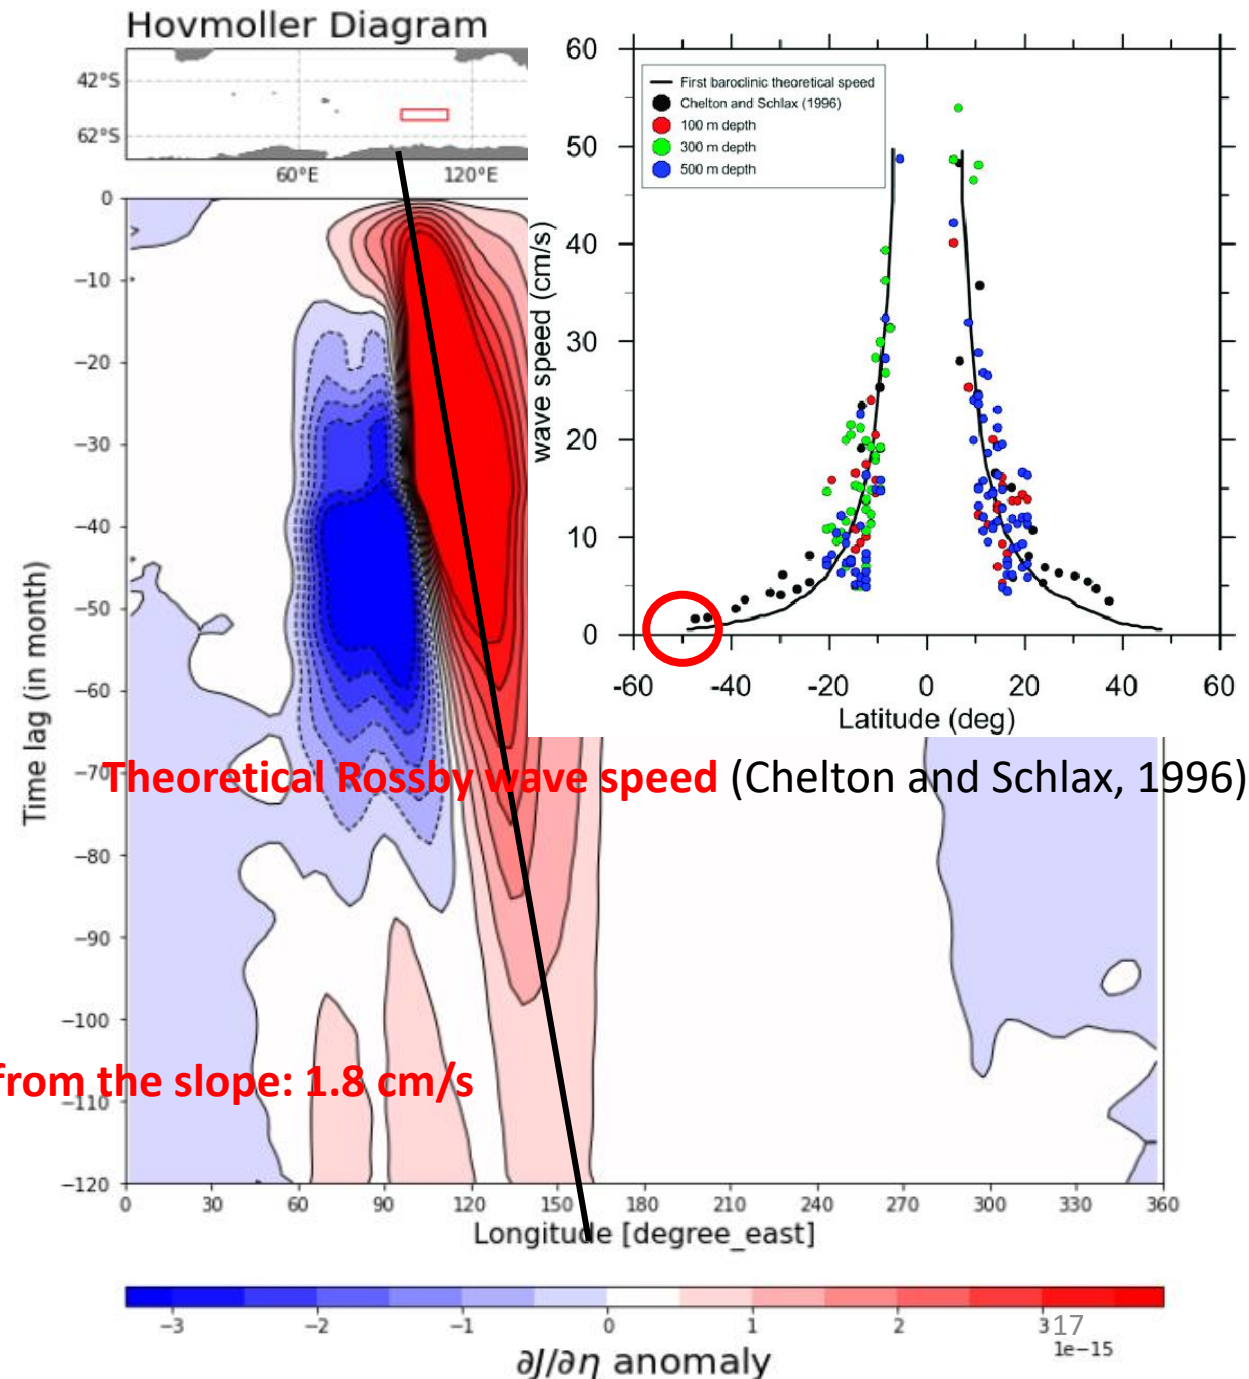 Hovmoller Diagram
42°S
62°S
60°E
120°E
60
50
40
30
20
10
0
wave speed (cm/s)
First baroclinic theoretical speed
Chelton and Schlax (1996)
100 m depth
300 m depth
500 m depth
-60
-40
-20
0
20
40
60
Latitude (deg)
0
−10
−20
−30
−40
−50
−60
−70
−80
−90
−100
−110
−120
Time lag (in month)
Theoretical Rossby wave speed (Chelton and Schlax, 1996)
from the slope: 1.8 cm/s
0
30
60
90
120
150
180
210
240
270
300
330
360
Longitude [degree_east]
−3
−2
−1
0
1
2
3
17
1e−15
∂J/∂η anomaly